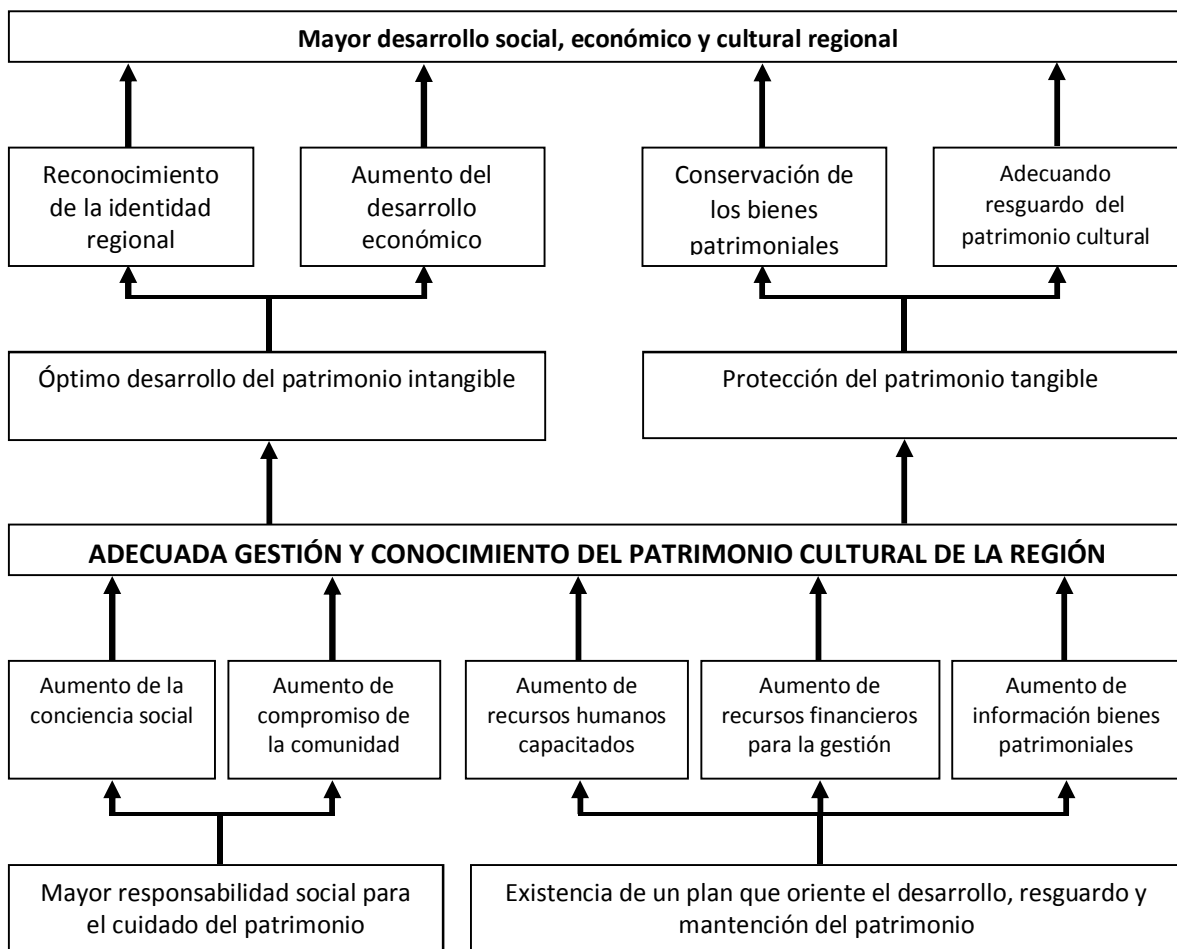 Mayor desarrollo social, económico y cultural regional
Reconocimiento
de la identidad
regional
Aumento del
desarrollo
económico
Conservación de
los bienes
patrimoniales
Adecuando
resguardo del
patrimonio cultural
Óptimo desarrollo del patrimonio intangible
Protección del patrimonio tangible
ADECUADA GESTIÓN Y CONOCIMIENTO DEL PATRIMONIO CULTURAL DE LA REGIÓN
Aumento de la
conciencia social
Aumento de
compromiso de
la comunidad
Aumento de
recursos humanos
capacitados
Aumento de
recursos financieros
para la gestión
Aumento de
información bienes
patrimoniales
Mayor responsabilidad social para
el cuidado del patrimonio
Existencia de un plan que oriente el desarrollo, resguardo y
mantención del patrimonio